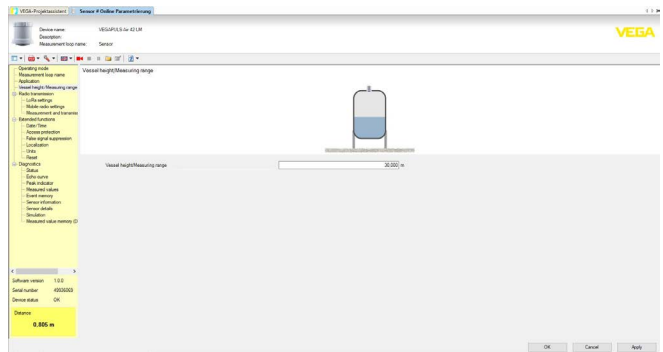 VEGA-Projektassistent
Sensor # Online Parametrierung
Device name: VEGAPULS Air 42 LM
Description:
Measurement loop name: Sensor
VEGA
Operating mode
Measurement loop name
Application
Vessel height/Measuring range
Radio transmission
LoRa settings
Mobile radio settings
Measurement and transmis
Extended functions
Date/Time
Access protection
False signal suppression
Localisation
Units
Reset
Diagnostics
Status
Echo curve
Peak indicator
Measured values
Event memory
Sensor information
Sensor details
Simulation
Measured value memory (D
Vessel height/Measuring range
Vessel height/Measuring range 30,000 m
Software version 1.0.0
Serial number
Device status OK
Distance
0,005 m
OK Cancel Apply